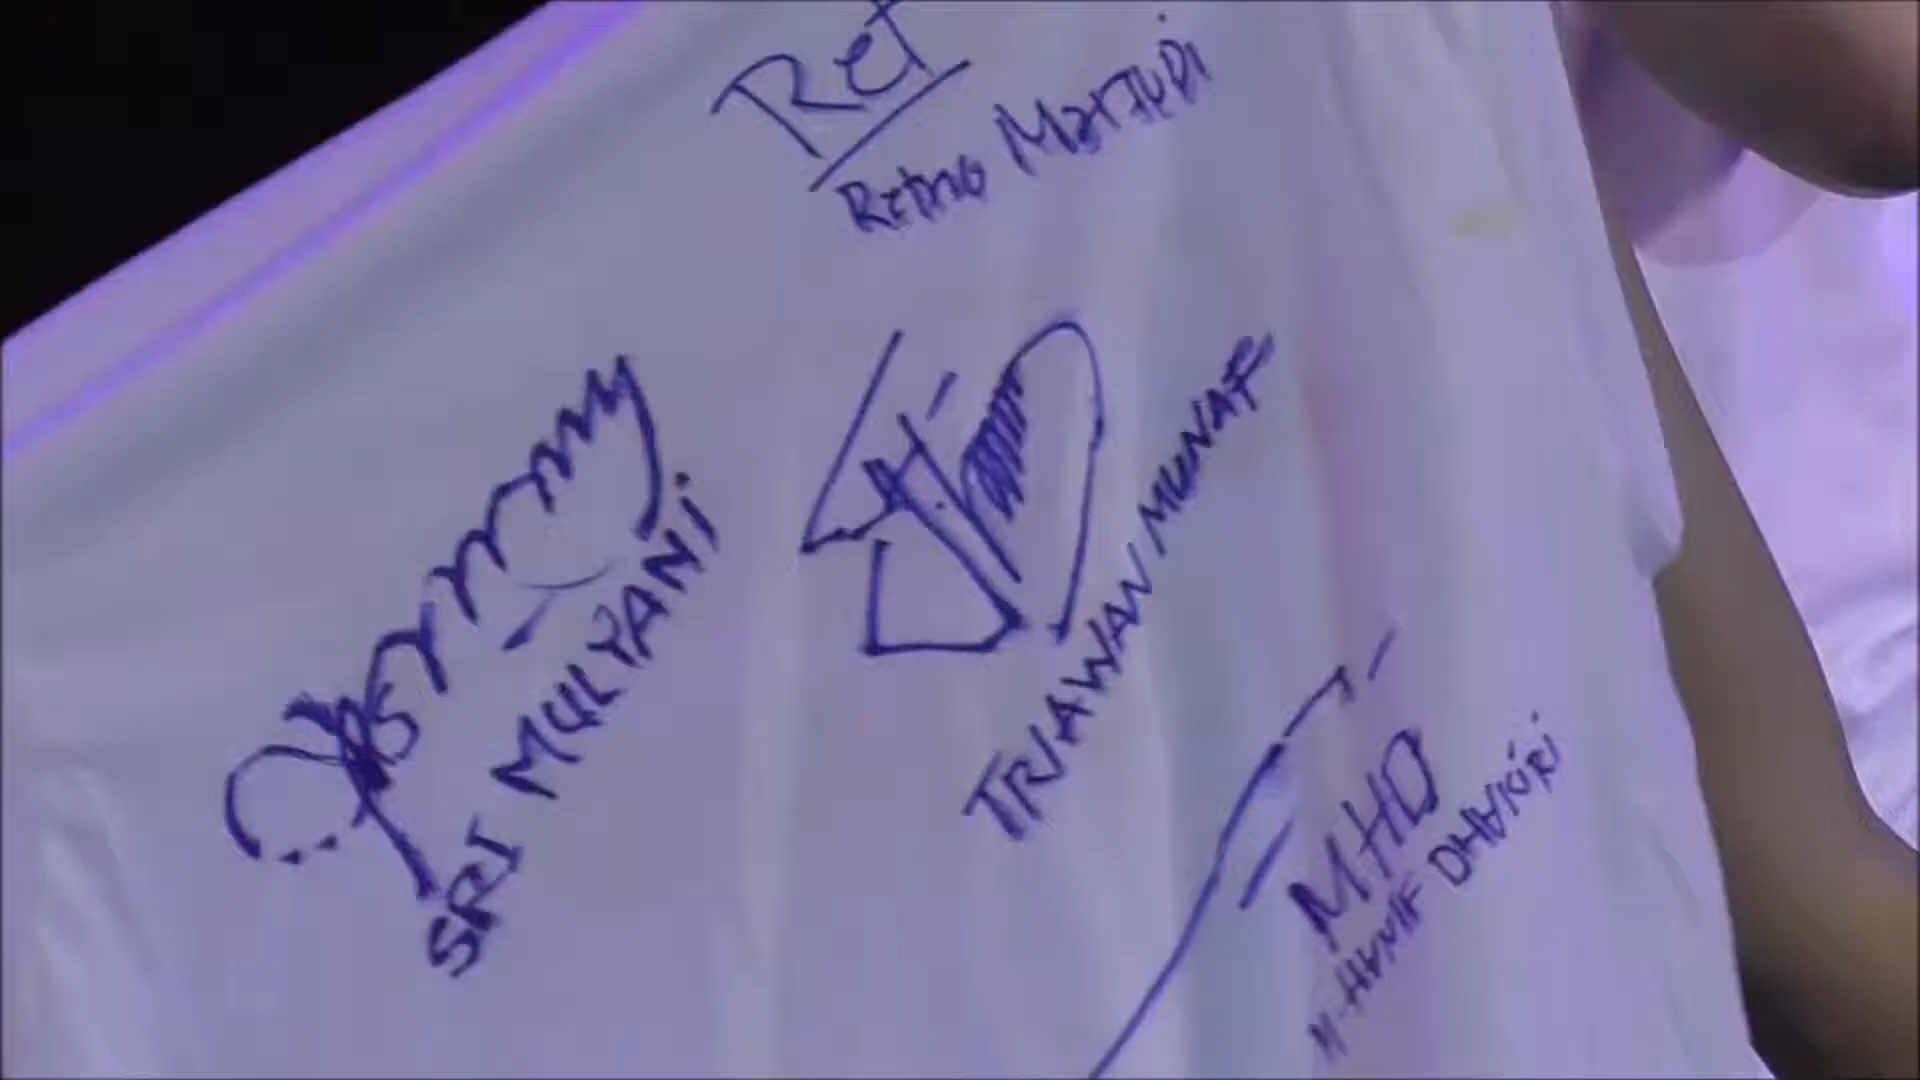 Ret
RETNO MARSUDI
SRI MULYANI
TRIAWAN MUNAF
MHD
M. HANIF DHAKIRI